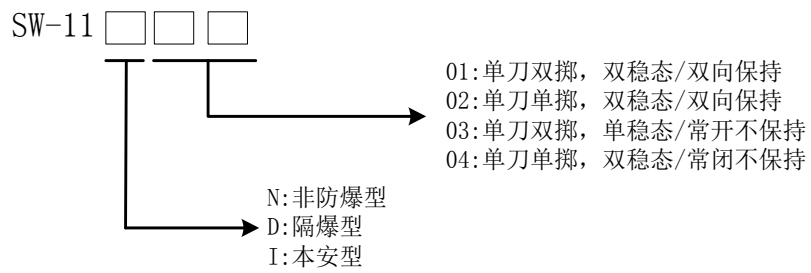 SW-11
01:单刀双掷，双稳态/双向保持
02:单刀单掷，双稳态/双向保持
03:单刀双掷，单稳态/常开不保持
04:单刀单掷，双稳态/常闭不保持
N:非防爆型
D:隔爆型
I:本安型